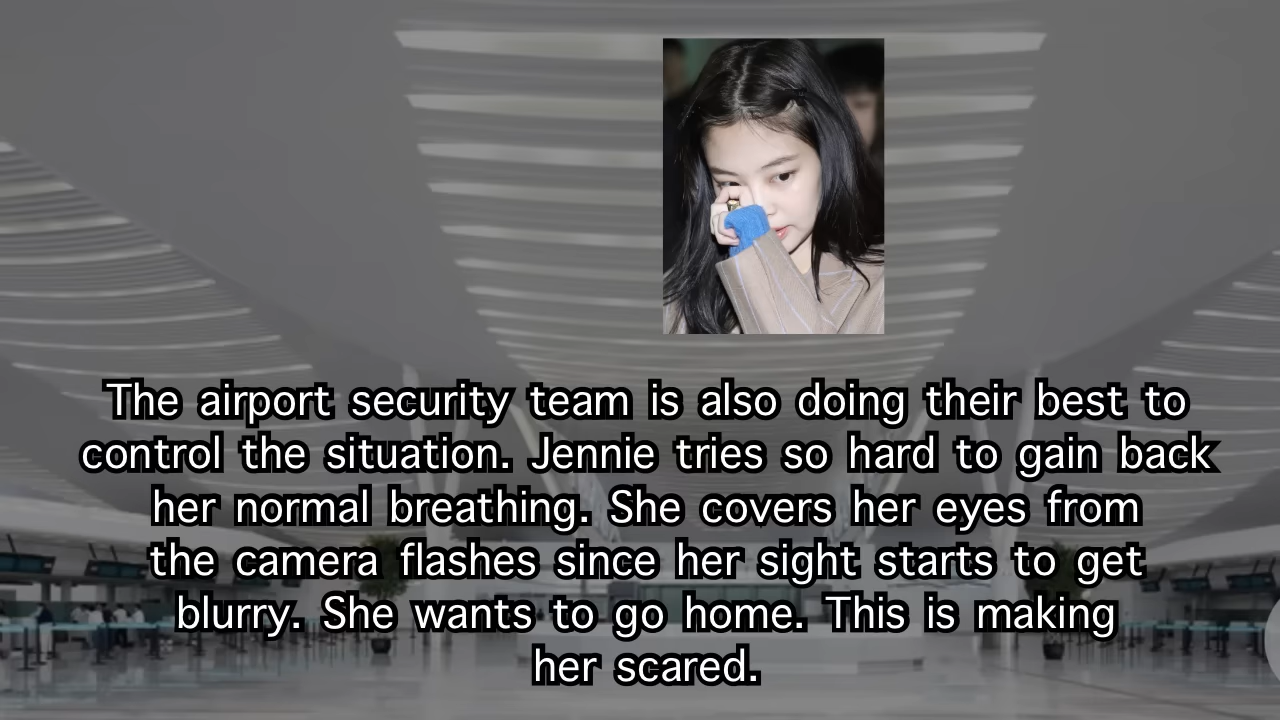 The airport security team is also doing their best to
control the situation. Jennie tries so hard to gain back
her normal breathing. She covers her eyes from
the camera flashes since her sight starts to get
blurry. She wants to go home. This is making
her scared.